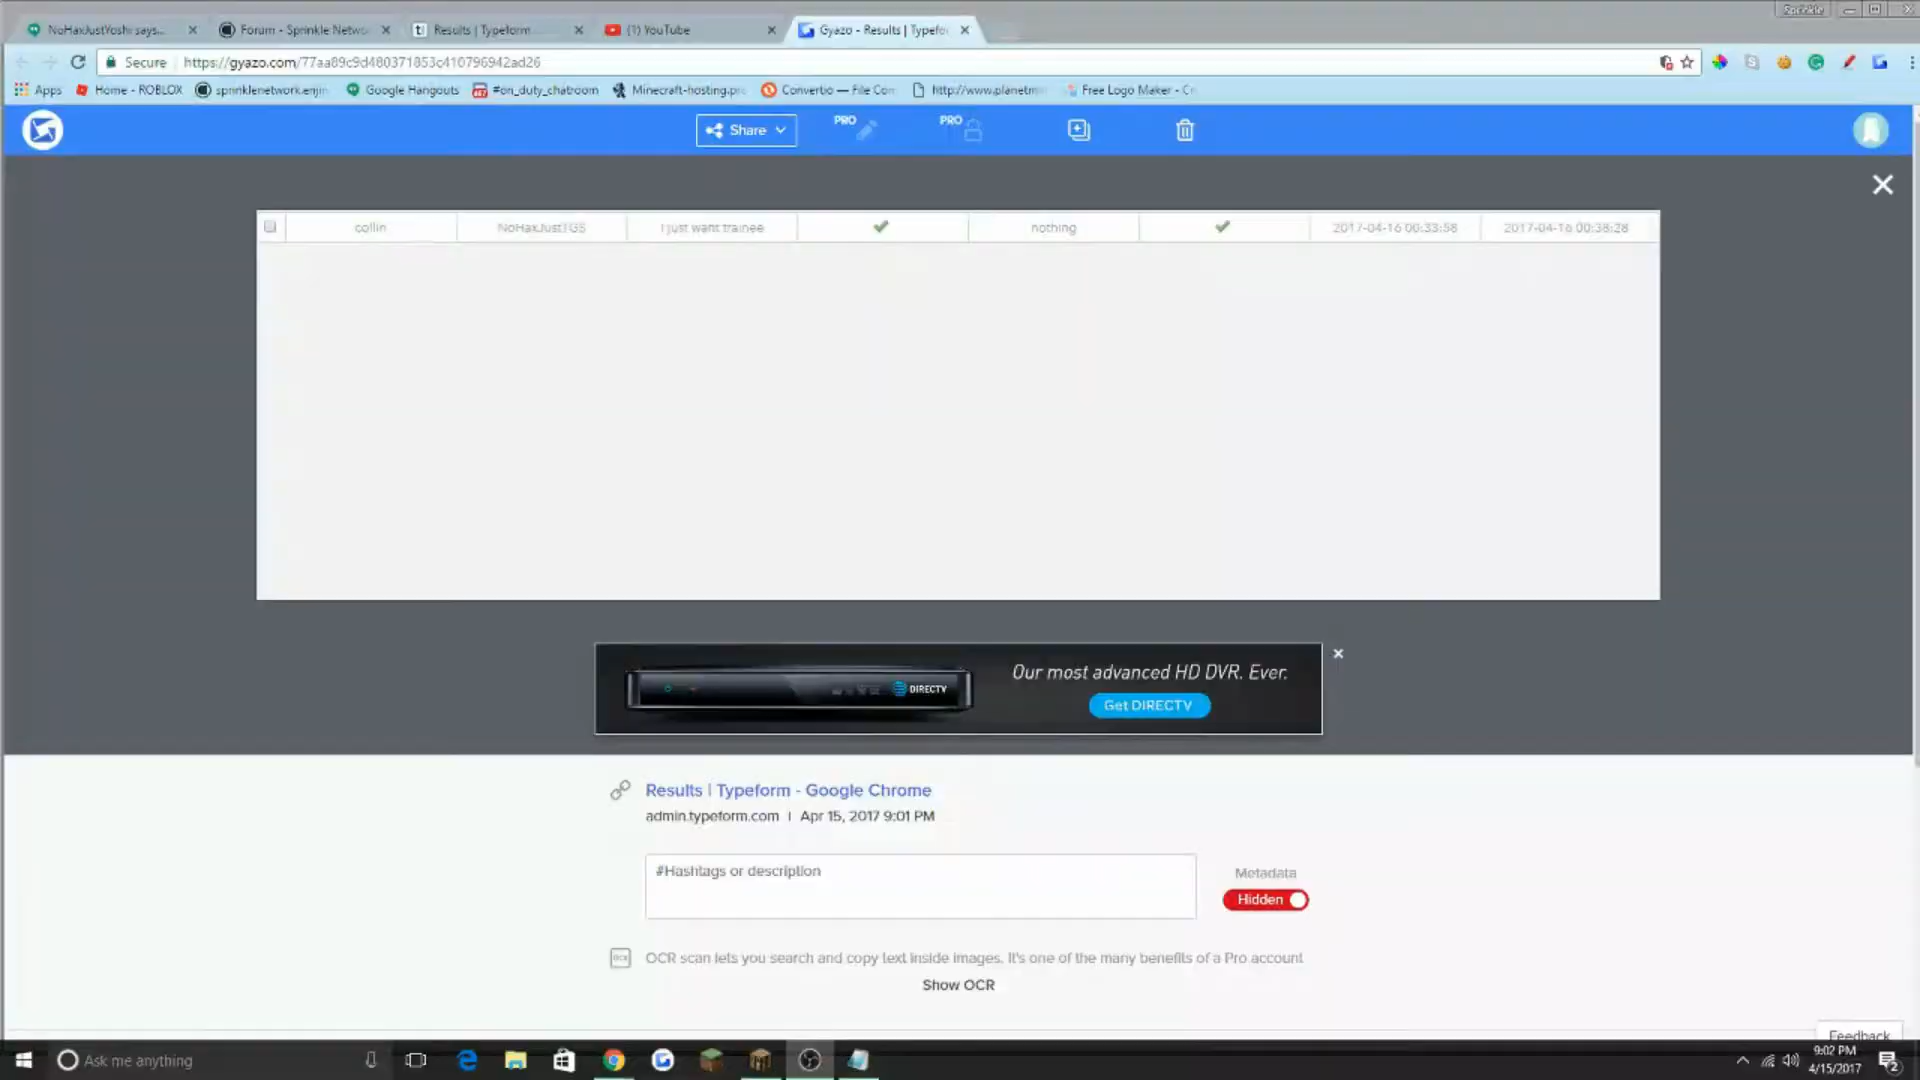 Sprinkle
NoHaxJustYoshi says...
Forum - Sprinkle Netwo
Results | Typeform
(1) YouTube
Gyazo - Results | Typefo
Secure
https://gyazo.com/77aa89c9d480371853c410796942ad26
Apps
Home - ROBLOX
sprinklenetwork.enjin
Google Hangouts
#on_duty_chatroom
Minecraft-hosting.pro
Convertio — File Con
http://www.planetm
Free Logo Maker - Cr
Share
PRO
PRO
collin
NoHaxJustTGS
I just want trainee
nothing
2017-04-16 00:33:58
2017-04-16 00:38:28
DIRECTV
Our most advanced HD DVR. Ever.
Get DIRECTV
Results | Typeform - Google Chrome
admin.typeform.com | Apr 15, 2017 9:01 PM
#Hashtags or description
Metadata
Hidden
OCR
OCR scan lets you search and copy text inside images. It's one of the many benefits of a Pro account
Show OCR
Feedback
Ask me anything
9:02 PM
4/15/2017
2